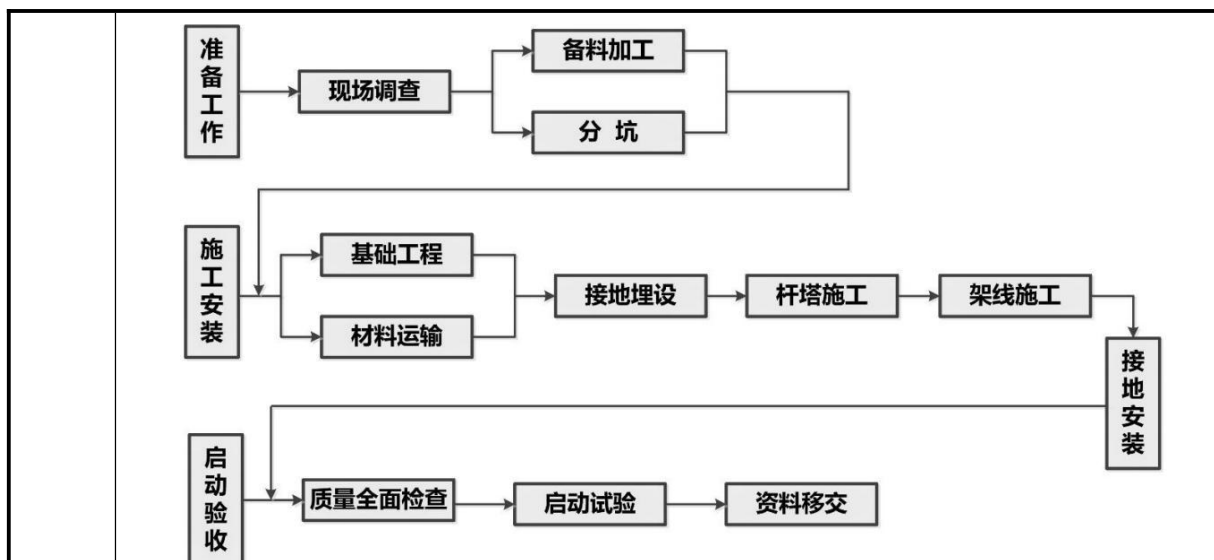 准备工作
现场调查
备料加工
分 坑
施工安装
基础工程
材料运输
接地埋设
杆塔施工
架线施工
接地安装
启动验收
质量全面检查
启动试验
资料移交